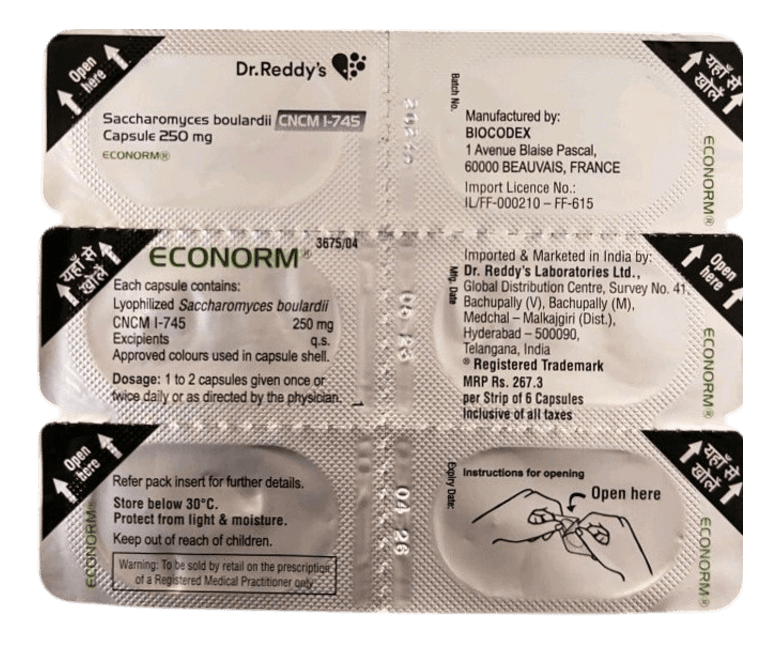 Open here
Dr.Reddy's
Saccharomyces boulardii CNCM I-745
Capsule 250 mg
ECONORM®
Batch No.
Manufactured by:
BIOCODEX
1 Avenue Blaise Pascal,
60000 BEAUVAIS, FRANCE
Import Licence No.:
IL/FF-000210 – FF-615
यहाँ से खोलें
ECONORM®
यहाँ से खोलें
ECONORM®
3675/04
Each capsule contains:
Lyophilized Saccharomyces boulardii
CNCM I-745 250 mg
Excipients q.s.
Approved colours used in capsule shell.
Dosage: 1 to 2 capsules given once or
twice daily or as directed by the physician.
1
Mfg. Date
Imported & Marketed in India by:
Dr. Reddy's Laboratories Ltd.,
Global Distribution Centre, Survey No. 41,
Bachupally (V), Bachupally (M),
Medchal – Malkajgiri (Dist.),
Hyderabad – 500090,
Telangana, India
® Registered Trademark
MRP Rs. 267.3
per Strip of 6 Capsules
Inclusive of all taxes
Open here
ECONORM®
Open here
ECONORM®
Refer pack insert for further details.
Store below 30°C.
Protect from light & moisture.
Keep out of reach of children.
Warning: To be sold by retail on the prescription
of a Registered Medical Practitioner only.
04 26
Expiry Date:
Instructions for opening
Open here
यहाँ से खोलें
ECONORM®